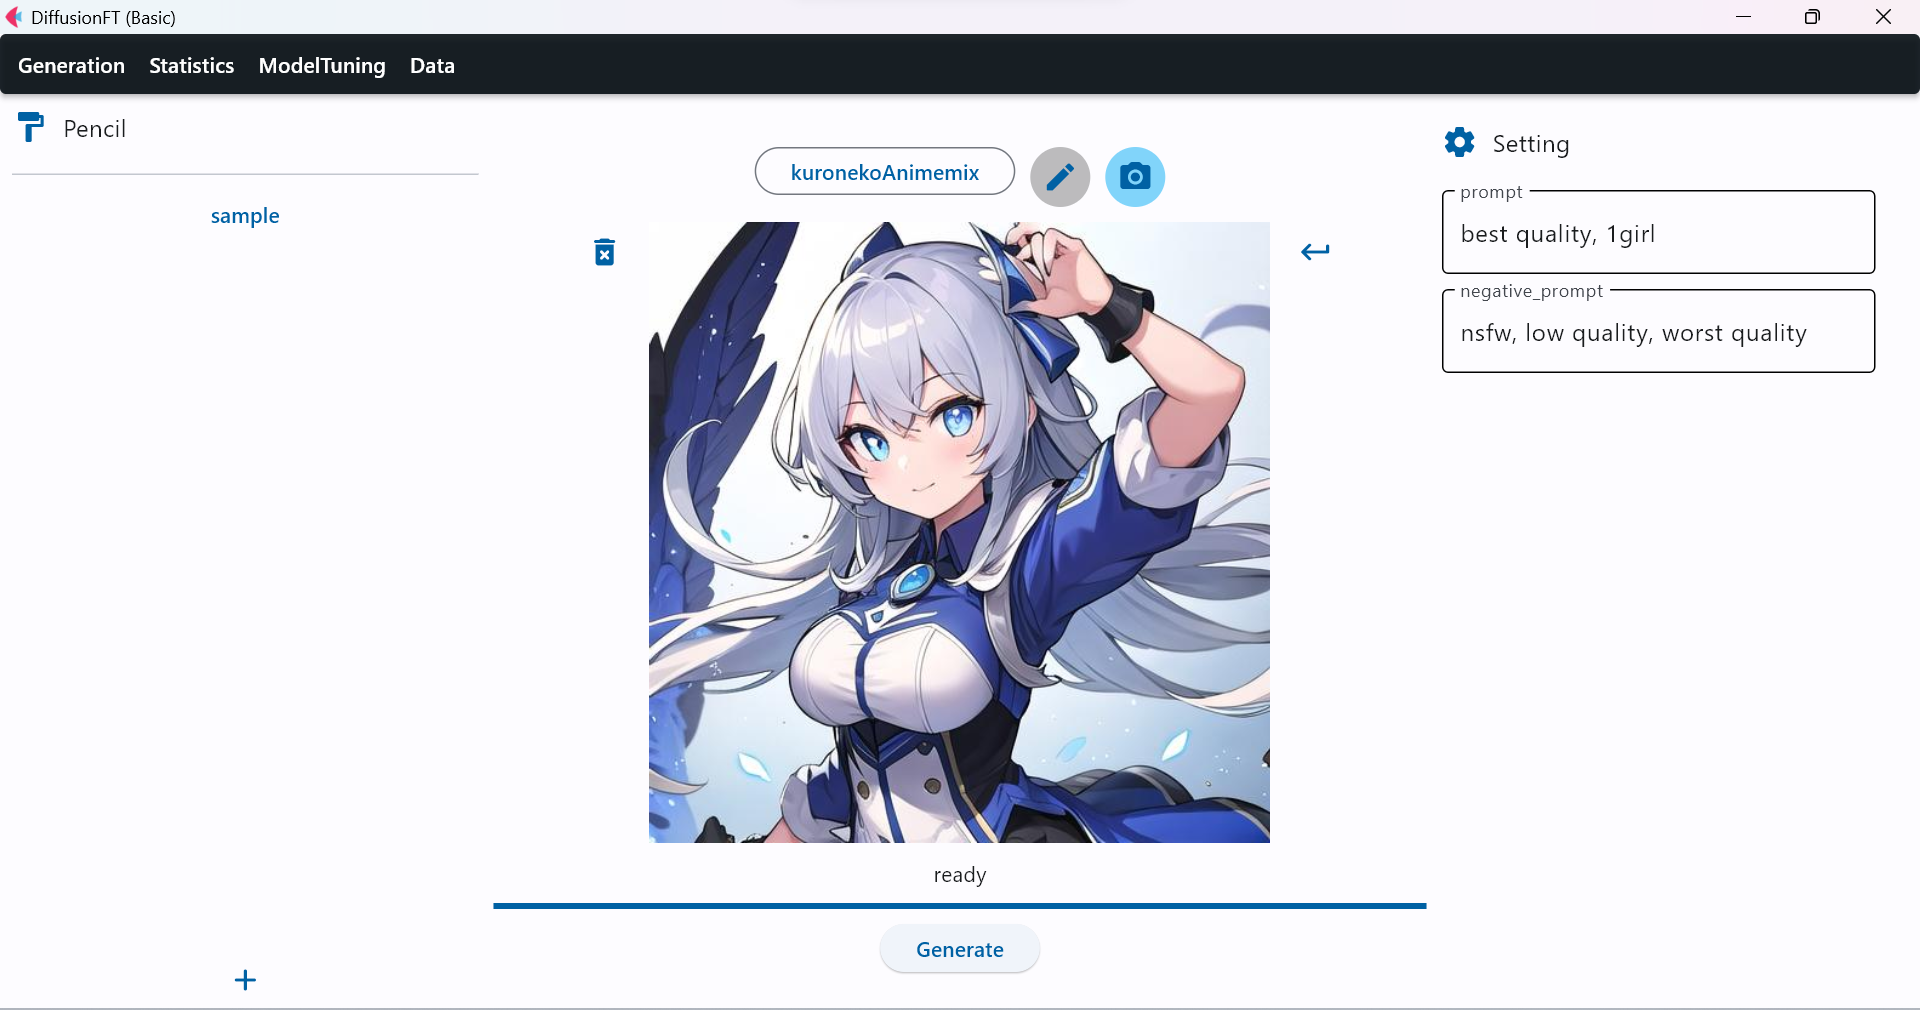 DiffusionFT (Basic)
Generation Statistics ModelTuning Data
Pencil
sample
kuronekoAnimemix
ready
Generate
Setting
prompt
best quality, 1girl
negative_prompt
nsfw, low quality, worst quality